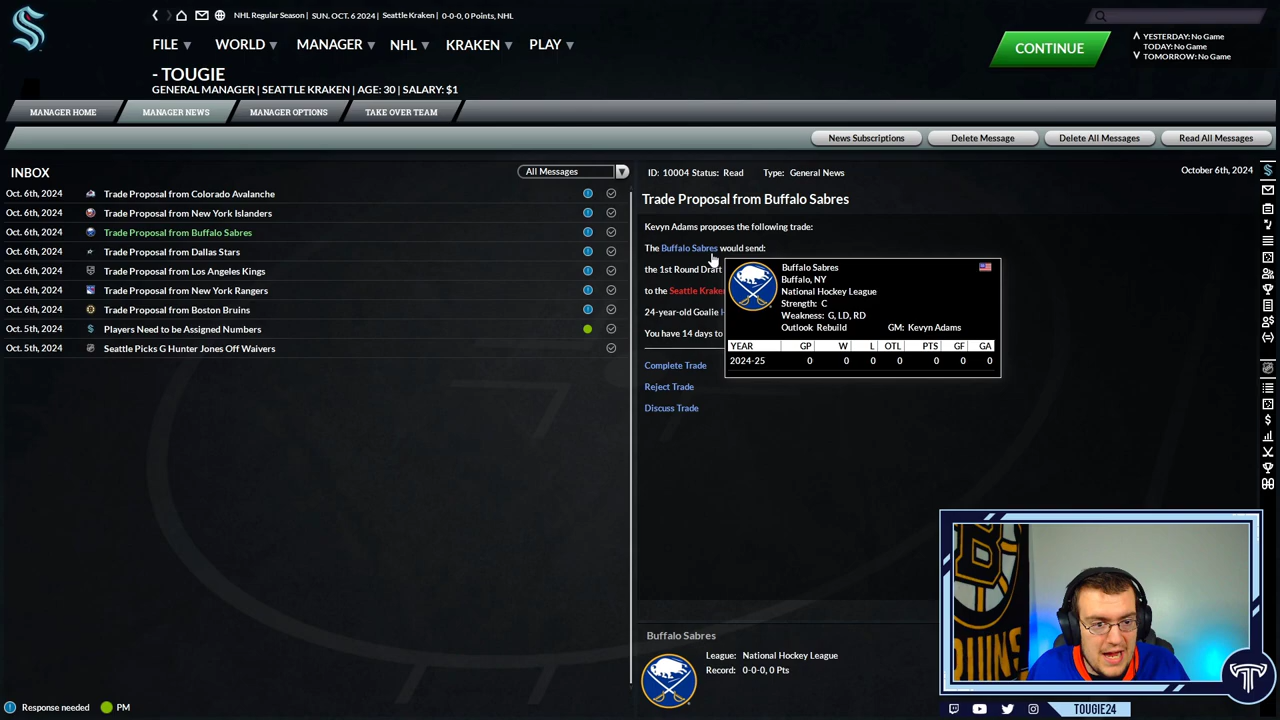 NHL Regular Season | SUN. OCT. 6 2024 | Seattle Kraken | 0-0-0, 0 Points, NHL
FILE WORLD MANAGER NHL KRAKEN PLAY
CONTINUE
YESTERDAY: No Game
TODAY: No Game
TOMORROW: No Game
- TOUGIE
GENERAL MANAGER | SEATTLE KRAKEN | AGE: 30 | SALARY: $1
MANAGER HOME MANAGER NEWS MANAGER OPTIONS TAKE OVER TEAM
News Subscriptions Delete Message Delete All Messages Read All Messages
INBOX All Messages
Oct. 6th, 2024 Trade Proposal from Colorado Avalanche
Oct. 6th, 2024 Trade Proposal from New York Islanders
Oct. 6th, 2024 Trade Proposal from Buffalo Sabres
Oct. 6th, 2024 Trade Proposal from Dallas Stars
Oct. 6th, 2024 Trade Proposal from Los Angeles Kings
Oct. 6th, 2024 Trade Proposal from New York Rangers
Oct. 6th, 2024 Trade Proposal from Boston Bruins
Oct. 5th, 2024 Players Need to be Assigned Numbers
Oct. 5th, 2024 Seattle Picks G Hunter Jones Off Waivers
Response needed PM
ID: 10004 Status: Read Type: General News October 6th, 2024
Trade Proposal from Buffalo Sabres
Kevyn Adams proposes the following trade:
The Buffalo Sabres would send:
the 1st Round Draft
to the Seattle Krake
24-year-old Goalie
You have 14 days to
Complete Trade
Reject Trade
Discuss Trade
Buffalo Sabres
Buffalo, NY
National Hockey League
Strength: C
Weakness: G, LD, RD
Outlook Rebuild GM: Kevyn Adams
YEAR GP W L OTL PTS GF GA
2024-25 0 0 0 0 0 0 0
Buffalo Sabres
League: National Hockey League
Record: 0-0-0, 0 Pts
TOUGIE24